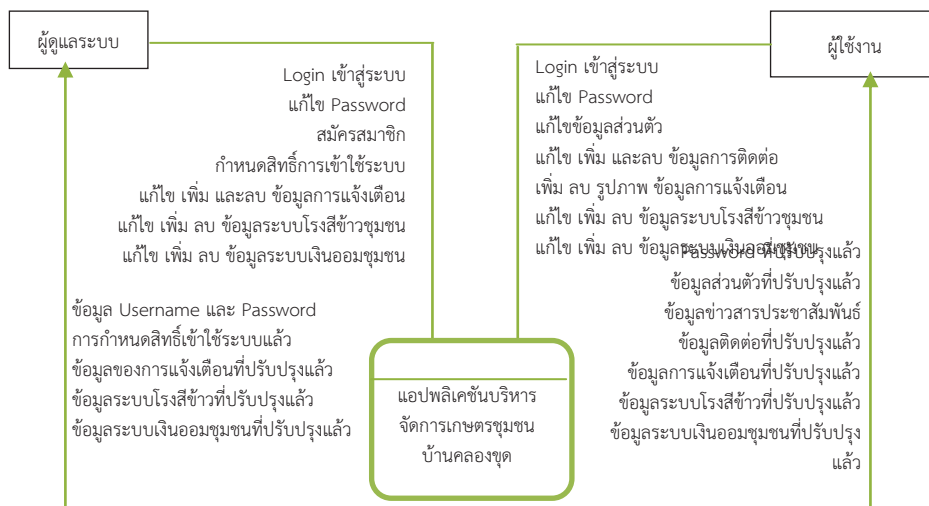 ผู้ดูแลระบบ
ผู้ใช้งาน
Login เข้าสู่ระบบ
แก้ไข Password
สมัครสมาชิก
กำหนดสิทธิ์การเข้าใช้ระบบ
แก้ไข เพิ่ม และลบ ข้อมูลการแจ้งเตือน
แก้ไข เพิ่ม ลบ ข้อมูลระบบโรงสีข้าวชุมชน
แก้ไข เพิ่ม ลบ ข้อมูลระบบเงินออมชุมชน
Login เข้าสู่ระบบ
แก้ไข Password
แก้ไขข้อมูลส่วนตัว
แก้ไข เพิ่ม และลบ ข้อมูลการติดต่อ
เพิ่ม ลบ รูปภาพ ข้อมูลการแจ้งเตือน
แก้ไข เพิ่ม ลบ ข้อมูลระบบโรงสีข้าวชุมชน
แก้ไข เพิ่ม ลบ ข้อมูลระบบเงินออมชุมชน
ข้อมูล Username และ Password
การกำหนดสิทธิ์เข้าใช้ระบบแล้ว
ข้อมูลของการแจ้งเตือนที่ปรับปรุงแล้ว
ข้อมูลระบบโรงสีข้าวที่ปรับปรุงแล้ว
ข้อมูลระบบเงินออมชุมชนที่ปรับปรุงแล้ว
แอปพลิเคชันบริหาร
จัดการเกษตรชุมชน
บ้านคลองขุด
Password ที่ปรับปรุงแล้ว
ข้อมูลส่วนตัวที่ปรับปรุงแล้ว
ข้อมูลข่าวสารประชาสัมพันธ์
ข้อมูลติดต่อที่ปรับปรุงแล้ว
ข้อมูลการแจ้งเตือนที่ปรับปรุงแล้ว
ข้อมูลระบบโรงสีข้าวที่ปรับปรุงแล้ว
ข้อมูลระบบเงินออมชุมชนที่ปรับปรุง
แล้ว